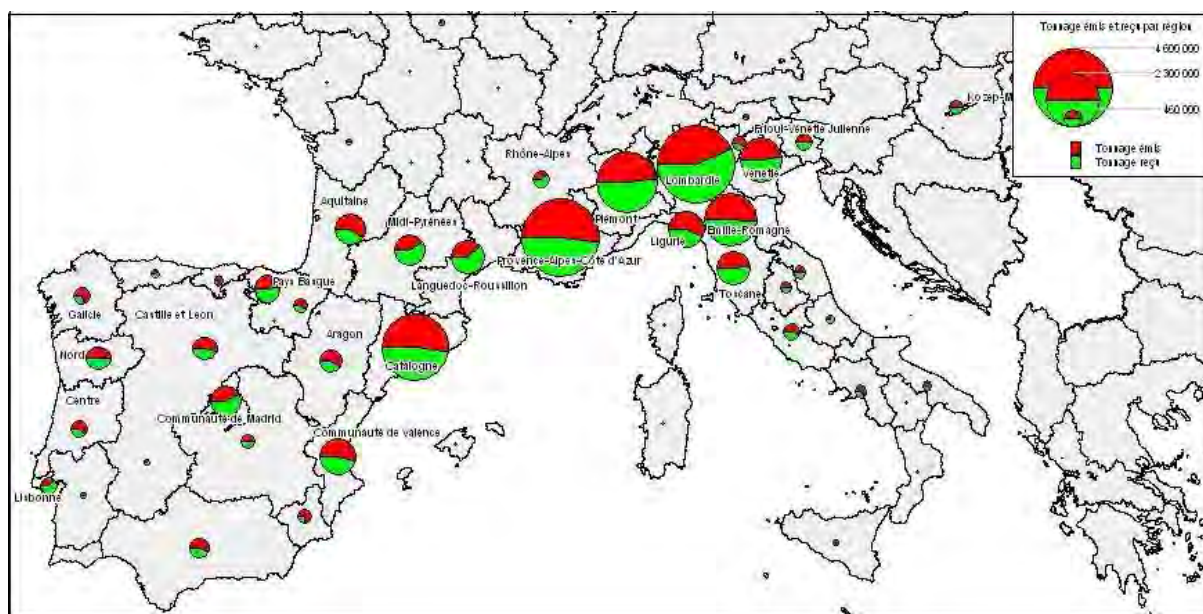 Tonnage émis et reçu par région
4 600 000
2 300 000
460 000
Tonnage émis
Tonnage reçu
Frioul-Vénétie Julienne
Rhône-Alpes
Lombardie
Vénétie
Aquitaine
Midi-Pyrénées
Piémont
Ligurie
Emilie-Romagne
Provence-Alpes-Côte d'Azur
Languedoc-Roussillon
Toscane
Pays Basque
Galicie
Castille et Leon
Aragon
Nord
Catalogne
Centre
Communauté de Madrid
Communauté de Valence
Lisbonne